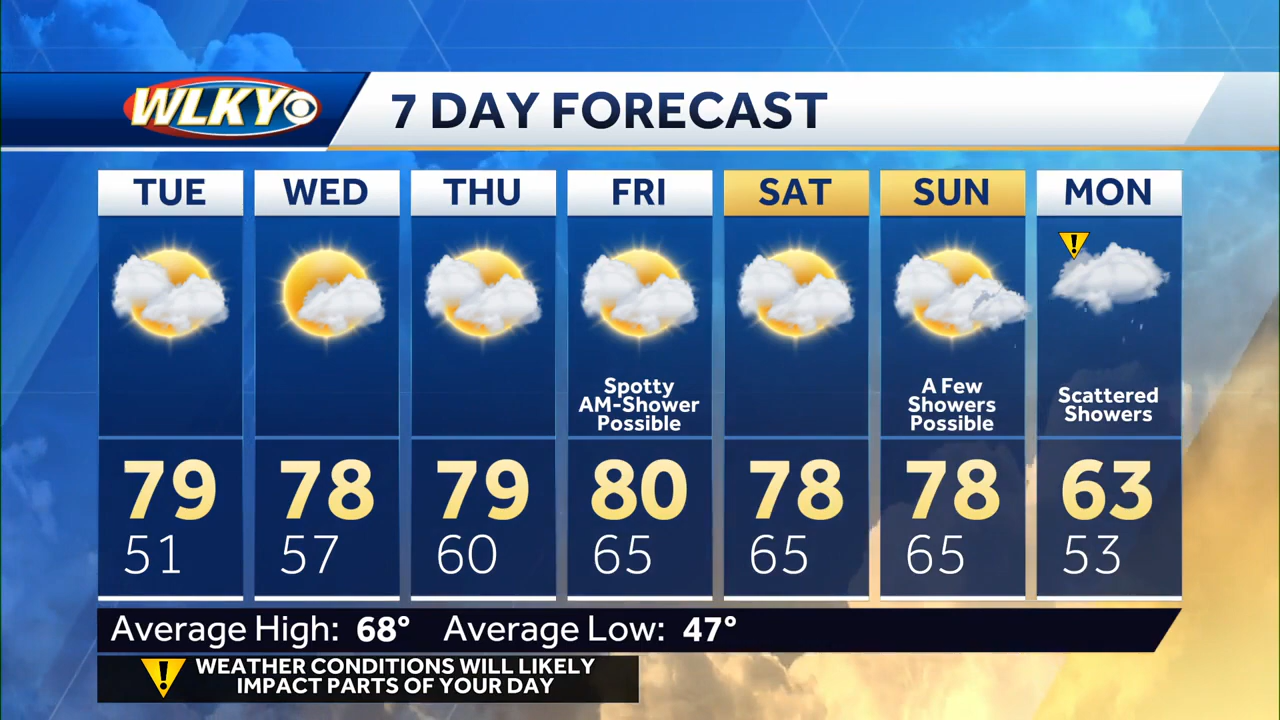 WLKY
7 DAY FORECAST
TUE
WED
THU
FRI
SAT
SUN
MON
!
Spotty
AM-Shower
Possible
A Few
Showers
Possible
Scattered
Showers
79
78
79
80
78
78
63
51
57
60
65
65
65
53
Average High: 68° Average Low: 47°
! WEATHER CONDITIONS WILL LIKELY
IMPACT PARTS OF YOUR DAY